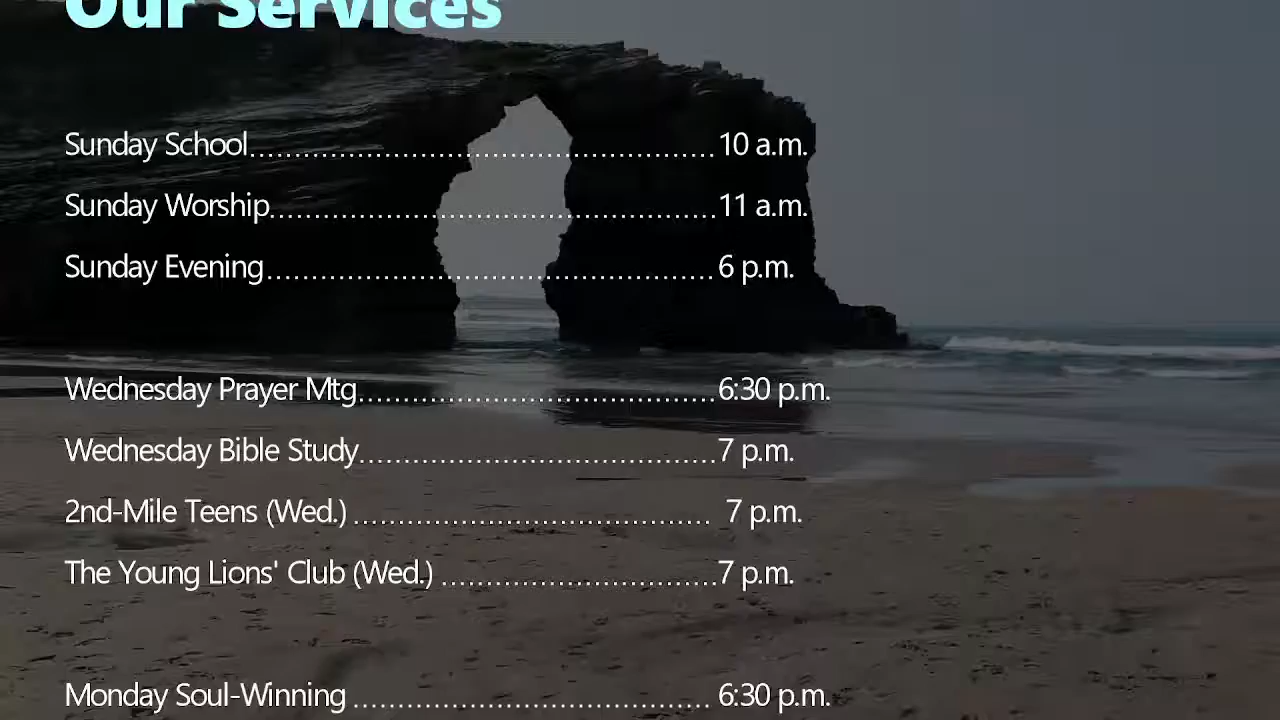 Our Services
Sunday School..................................................10 a.m.
Sunday Worship................................................11 a.m.
Sunday Evening................................................6 p.m.
Wednesday Prayer Mtg......................................6:30 p.m.
Wednesday Bible Study......................................7 p.m.
2nd-Mile Teens (Wed.) ...................................... 7 p.m.
The Young Lions' Club (Wed.) .............................7 p.m.
Monday Soul-Winning ...................................... 6:30 p.m.